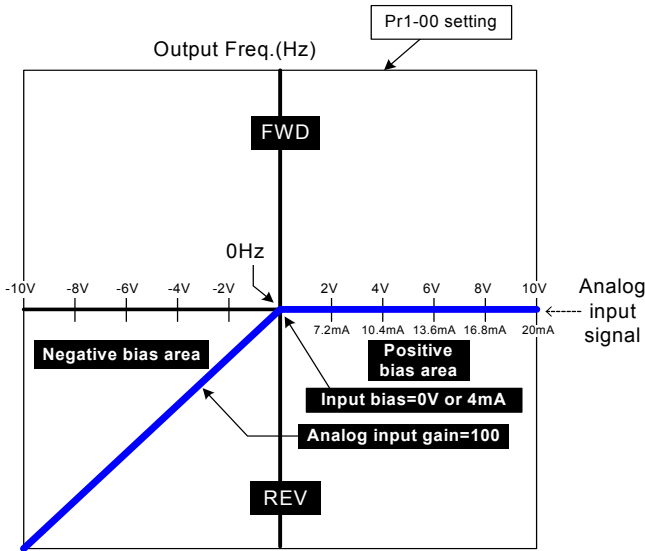 Pr1-00 setting
Output Freq.(Hz)
FWD
0Hz
-10V -8V -6V -4V -2V 2V 4V 6V 8V 10V
Analog
input
signal
7.2mA 10.4mA 13.6mA 16.8mA 20mA
Negative bias area
Positive
bias area
Input bias=0V or 4mA
Analog input gain=100
REV